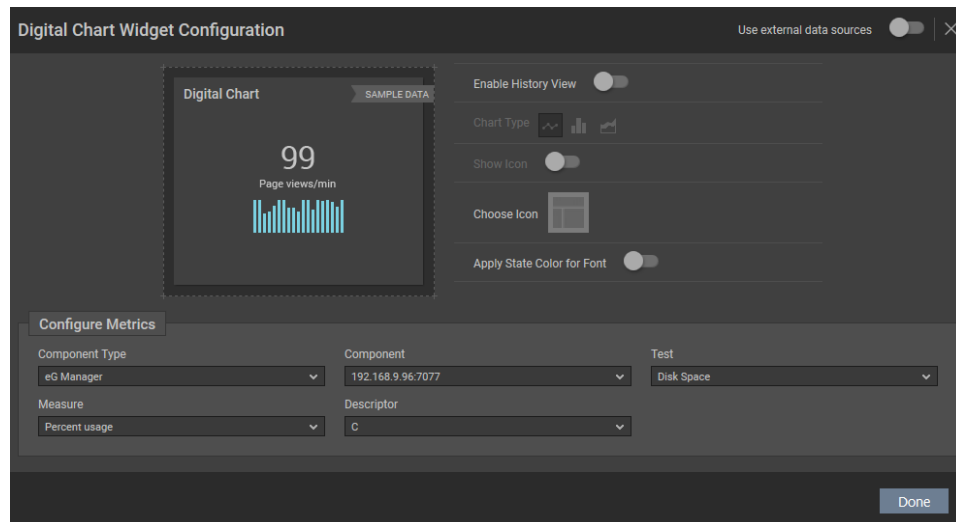 Digital Chart Widget Configuration
Use external data sources
Digital Chart
SAMPLE DATA
99
Page views/min
Enable History View
Chart Type
Show Icon
Choose Icon
Apply State Color for Font
Configure Metrics
Component Type
Component
Test
eG Manager
192.168.9.96:7077
Disk Space
Measure
Descriptor
Percent usage
C
Done